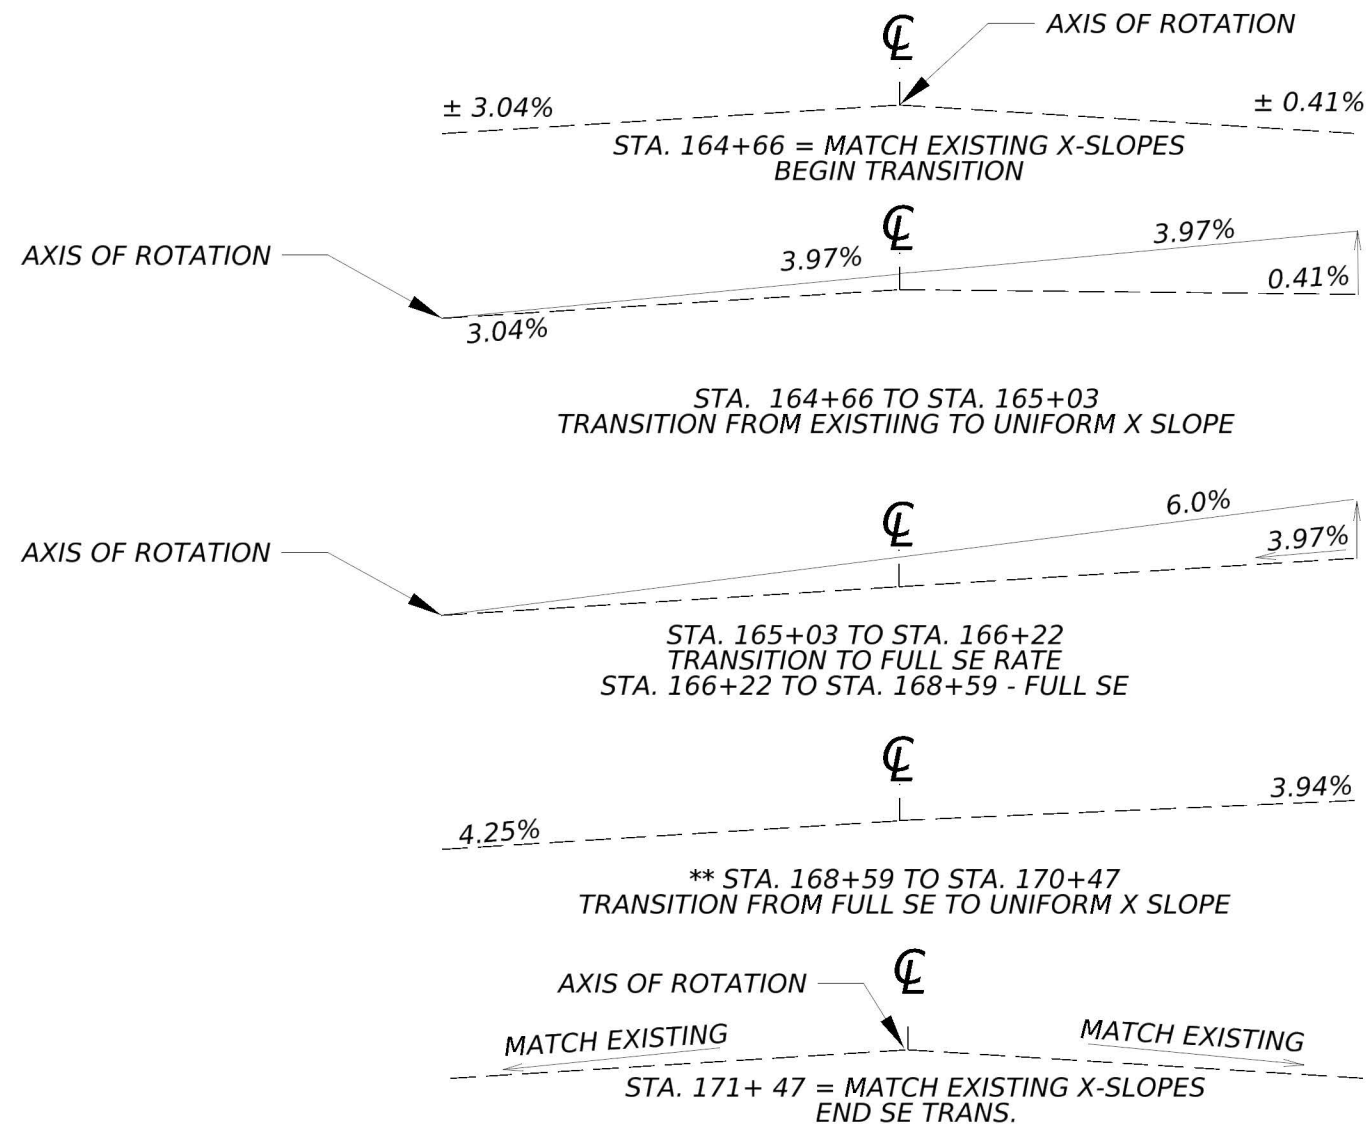 ℄
AXIS OF ROTATION
± 3.04%
± 0.41%
STA. 164+66 = MATCH EXISTING X-SLOPES
BEGIN TRANSITION
℄
3.97%
AXIS OF ROTATION
3.97%
0.41%
3.04%
STA. 164+66 TO STA. 165+03
TRANSITION FROM EXISTIING TO UNIFORM X SLOPE
℄
6.0%
AXIS OF ROTATION
3.97%
STA. 165+03 TO STA. 166+22
TRANSITION TO FULL SE RATE
STA. 166+22 TO STA. 168+59 - FULL SE
℄
3.94%
4.25%
** STA. 168+59 TO STA. 170+47
TRANSITION FROM FULL SE TO UNIFORM X SLOPE
℄
AXIS OF ROTATION
MATCH EXISTING
MATCH EXISTING
STA. 171+ 47 = MATCH EXISTING X-SLOPES
END SE TRANS.